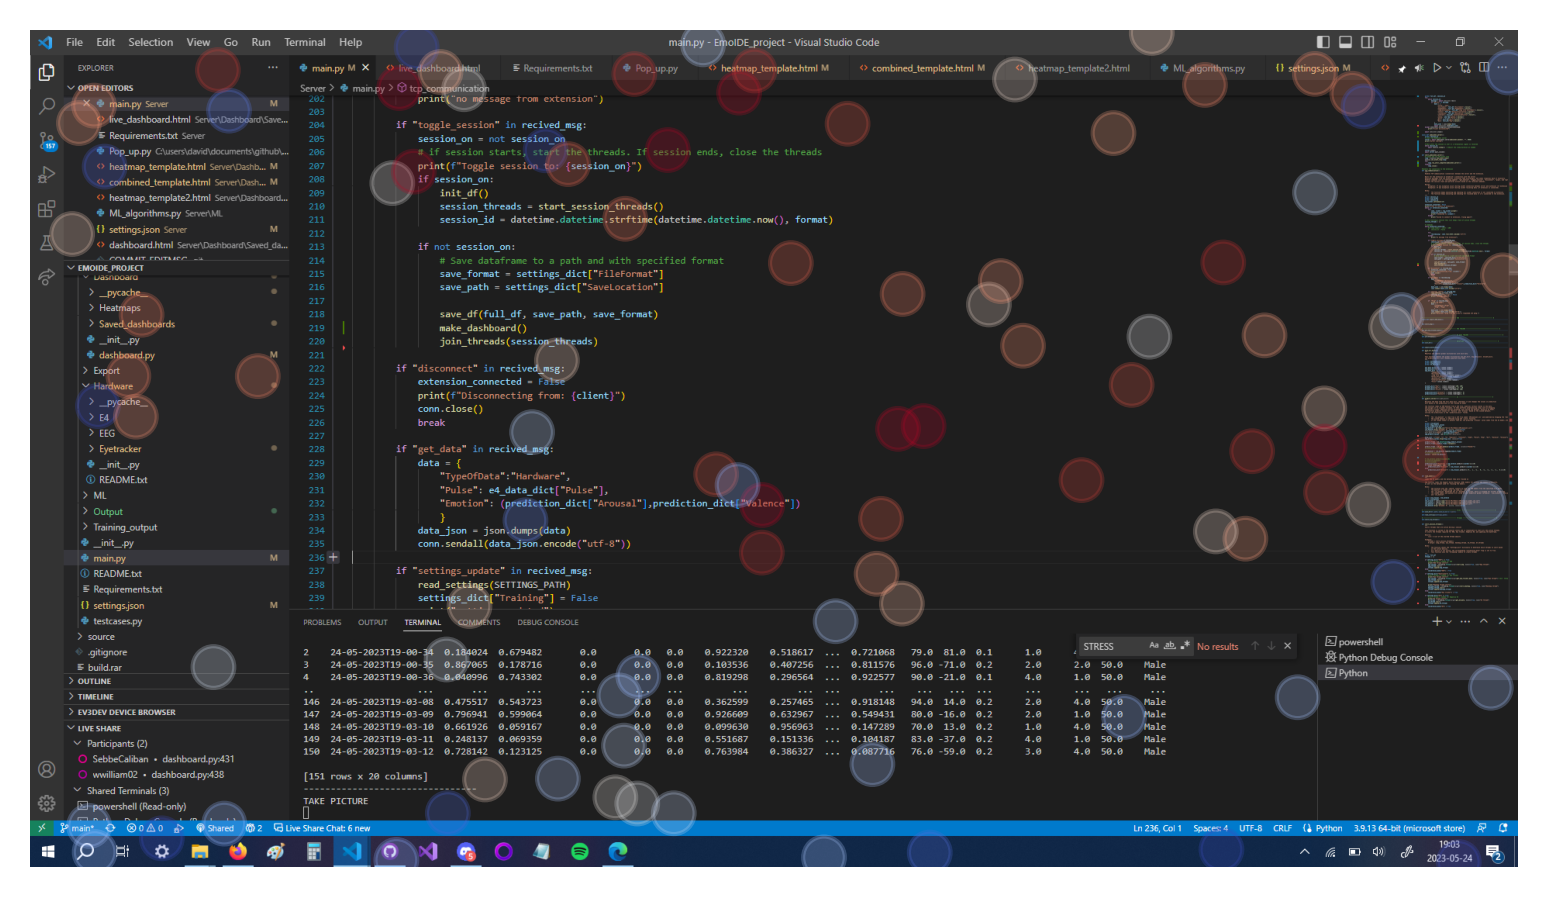 File Edit Selection View Go Run Terminal Help
main.py - EmoIDE_project - Visual Studio Code
EXPLORER
main.py M live_dashboard.html Requirements.txt Pop_up.py heatmap_template.html M combined_template.html M heatmap_template2.html ML_algorithms.py settings.json M
Server > main.py > tcp_communication
OPEN EDITORS
main.py Server M
live_dashboard.html Server\Dashboard\Save...
Requirements.txt Server
Pop_up.py C:\users\david\documents\github\...
heatmap_template.html Server\Dashb... M
combined_template.html Server\Dash... M
heatmap_template2.html Server\Dashboard...
ML_algorithms.py Server\ML
settings.json Server M
dashboard.html Server\Dashboard\Saved_da...
EMOIDE_PROJECT
Dashboard
__pycache__
Heatmaps
Saved_dashboards
__init__.py
dashboard.py M
Export
Hardware
__pycache__
E4
EEG
Eyetracker
__init__.py
README.txt
ML
Output
Training_output
__init__.py
main.py M
README.txt
Requirements.txt
settings.json M
testcases.py
source
.gitignore
build.rar
OUTLINE
TIMELINE
EV3DEV DEVICE BROWSER
LIVE SHARE
Participants (2)
SebbeCaliban • dashboard.py:431
wwilliam02 • dashboard.py:438
Shared Terminals (3)
powershell (Read-only)
157
202 print("no message from extension")
203
204 if "toggle_session" in recived_msg:
205 session_on = not session_on
206 # if session starts, start the threads. If session ends, close the threads
207 print(f"Toggle session to: {session_on}")
208 if session_on:
209 init_df()
210 session_threads = start_session_threads()
211 session_id = datetime.datetime.strftime(datetime.datetime.now(), format)
212
213 if not session_on:
214 # Save dataframe to a path and with specified format
215 save_format = settings_dict["FileFormat"]
216 save_path = settings_dict["SaveLocation"]
217
218 save_df(full_df, save_path, save_format)
219 make_dashboard()
220 join_threads(session_threads)
221
222 if "disconnect" in recived_msg:
223 extension_connected = False
224 print(f"Disconnecting from: {client}")
225 conn.close()
226 break
227
228 if "get_data" in recived_msg:
229 data = {
230 "TypeOfData":"Hardware",
231 "Pulse": e4_data_dict["Pulse"],
232 "Emotion": (prediction_dict["Arousal"],prediction_dict["Valence"])
233 }
234 data_json = json.dumps(data)
235 conn.sendall(data_json.encode("utf-8"))
236
237 if "settings_update" in recived_msg:
238 read_settings(SETTINGS_PATH)
239 settings_dict["Training"] = False
PROBLEMS OUTPUT TERMINAL COMMENTS DEBUG CONSOLE
STRESS Aa ab No results
powershell
Python Debug Console
Python
2 24-05-2023T19-00-34 0.184024 0.679482 0.0 0.0 0.0 0.922320 0.518617 ... 0.721068 79.0 81.0 0.1 1.0
3 24-05-2023T19-00-35 0.867065 0.178716 0.0 0.0 0.0 0.103536 0.407256 ... 0.811576 96.0 -71.0 0.2 2.0 2.0 50.0 Male
4 24-05-2023T19-00-36 0.040996 0.743302 0.0 0.0 0.0 0.819298 0.296564 ... 0.922577 90.0 -21.0 0.1 4.0 1.0 50.0 Male
.. ... ... ... ... ... ... ... ... ... ... ... ... ... ... ... ... ...
146 24-05-2023T19-03-08 0.475517 0.543723 0.0 0.0 0.0 0.362599 0.257465 ... 0.918148 94.0 14.0 0.2 2.0 4.0 50.0 Male
147 24-05-2023T19-03-09 0.796941 0.599064 0.0 0.0 0.0 0.926609 0.632967 ... 0.549431 80.0 -16.0 0.2 2.0 1.0 50.0 Male
148 24-05-2023T19-03-10 0.661926 0.059167 0.0 0.0 0.0 0.099630 0.956963 ... 0.147289 70.0 13.0 0.2 1.0 4.0 50.0 Male
149 24-05-2023T19-03-11 0.248137 0.069359 0.0 0.0 0.0 0.551687 0.151336 ... 0.104187 83.0 -37.0 0.2 4.0 1.0 50.0 Male
150 24-05-2023T19-03-12 0.728142 0.123125 0.0 0.0 0.0 0.763984 0.386327 ... 0.087716 76.0 -59.0 0.2 3.0 4.0 50.0 Male
[151 rows x 20 columns]
--------------------------------
TAKE PICTURE
main* 0 0 0 Shared 2 Live Share Chat: 6 new
Ln 236, Col 1 Spaces: 4 UTF-8 CRLF Python 3.9.13 64-bit (microsoft store)
19:03
2023-05-24
2